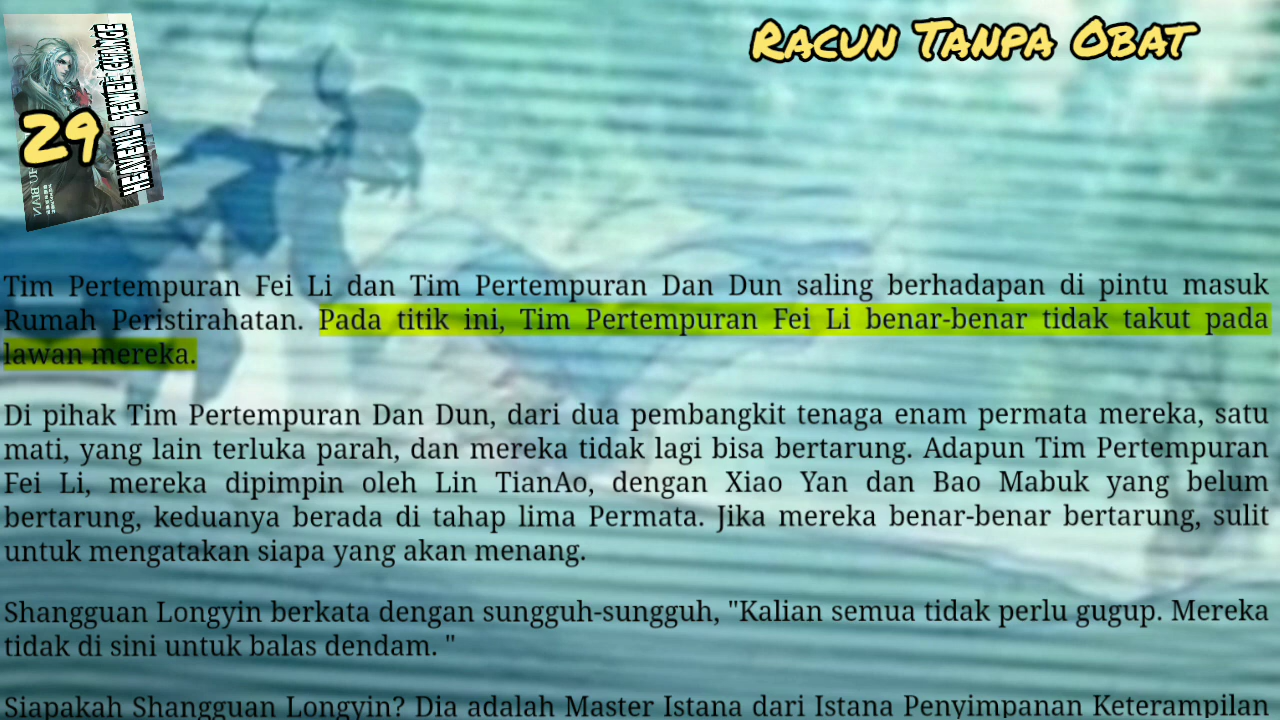 Racun Tanpa Obat
HEAVENLY JEWEL CHANGE
29
Tim Pertempuran Fei Li dan Tim Pertempuran Dan Dun saling berhadapan di pintu masuk
Rumah Peristirahatan. Pada titik ini, Tim Pertempuran Fei Li benar-benar tidak takut pada
lawan mereka.
Di pihak Tim Pertempuran Dan Dun, dari dua pembangkit tenaga enam permata mereka, satu
mati, yang lain terluka parah, dan mereka tidak lagi bisa bertarung. Adapun Tim Pertempuran
Fei Li, mereka dipimpin oleh Lin TianAo, dengan Xiao Yan dan Bao Mabuk yang belum
bertarung, keduanya berada di tahap lima Permata. Jika mereka benar-benar bertarung, sulit
untuk mengatakan siapa yang akan menang.
Shangguan Longyin berkata dengan sungguh-sungguh, "Kalian semua tidak perlu gugup. Mereka
tidak di sini untuk balas dendam. "
Siapakah Shangguan Longyin? Dia adalah Master Istana dari Istana Penyimpanan Keterampilan